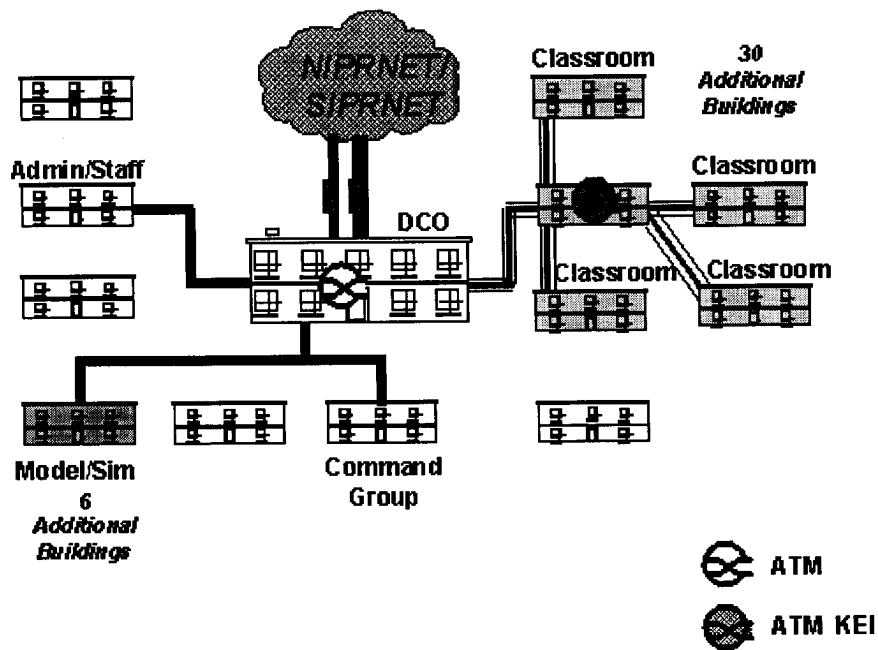 NIPRNET/
SIPRNET
Classroom
30
Additional
Buildings
Admin/Staff
Classroom
DCO
Classroom
Classroom
Model/Sim
6
Additional
Buildings
Command
Group
ATM
ATM KEI